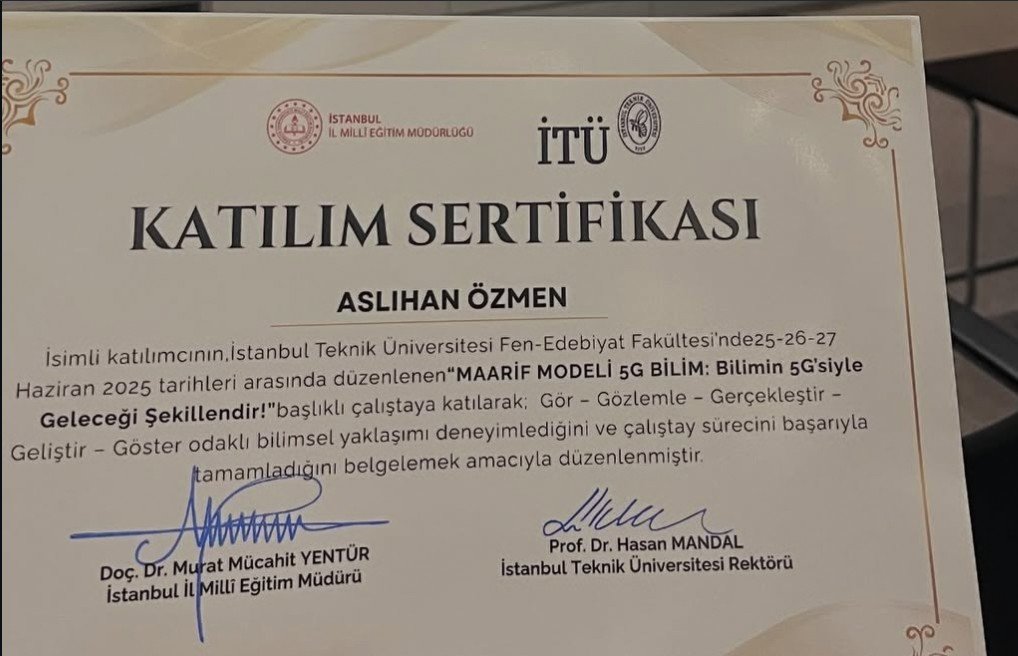 İSTANBUL
İL MİLLÎ EĞİTİM MÜDÜRLÜĞÜ
İTÜ
KATILIM SERTİFİKASI
ASLIHAN ÖZMEN
İsimli katılımcının,İstanbul Teknik Üniversitesi Fen-Edebiyat Fakültesi'nde25-26-27
Haziran 2025 tarihleri arasında düzenlenen“MAARİF MODELİ 5G BİLİM: Bilimin 5G’siyle
Geleceği Şekillendir!"başlıklı çalıştaya katılarak; Gör – Gözlemle – Gerçekleştir –
Geliştir – Göster odaklı bilimsel yaklaşımı deneyimlediğini ve çalıştay sürecini başarıyla
tamamladığını belgelemek amacıyla düzenlenmiştir.
Doç. Dr. Murat Mücahit YENTÜR
İstanbul İl Millî Eğitim Müdürü
Prof. Dr. Hasan MANDAL
İstanbul Teknik Üniversitesi Rektörü